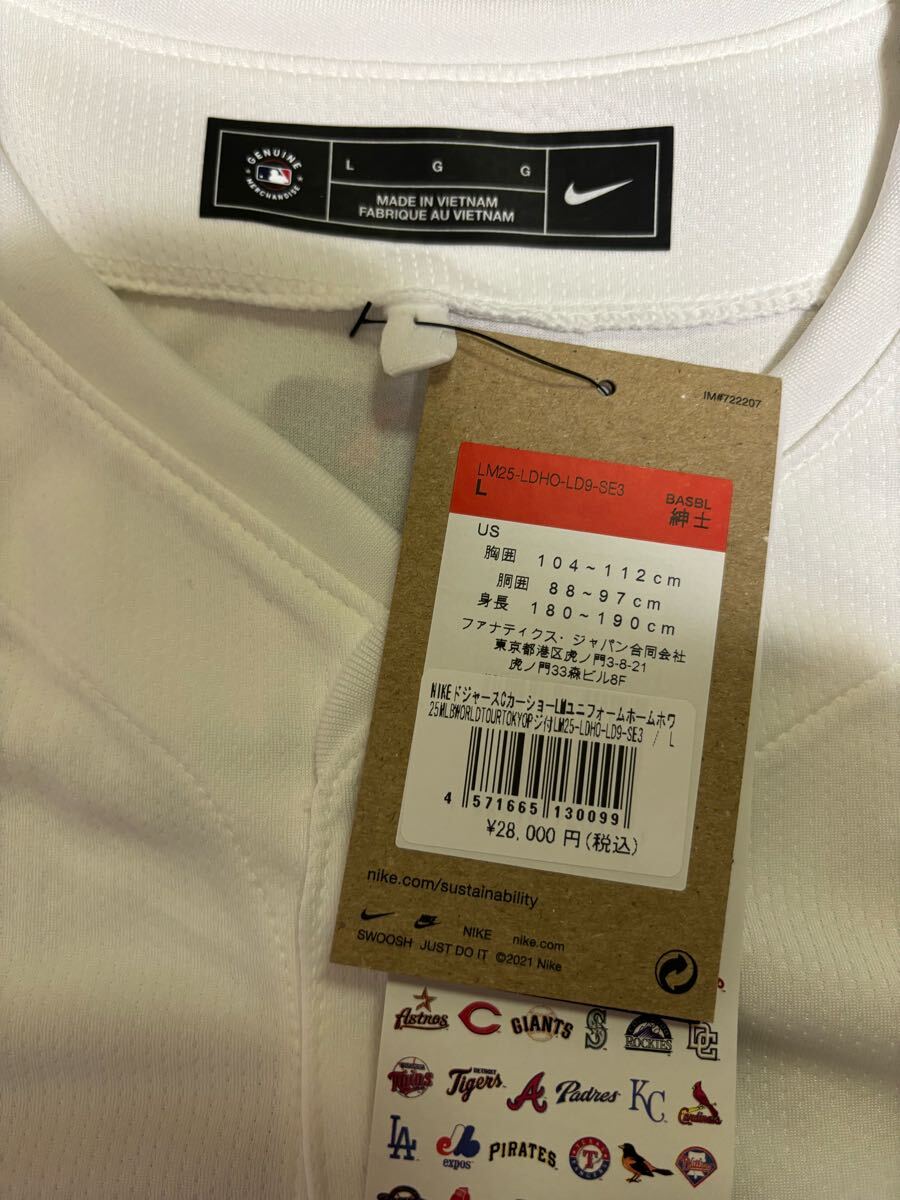 GENUINE
MERCHANDISE
L G G
MADE IN VIETNAM
FABRIQUE AU VIETNAM
IM#722207
LM25-LDHO-LD9-SE3
L
BASBL
紳士
US
胸囲 104~112cm
胴囲 88~97cm
身長 180~190cm
ファナティクス・ジャパン合同会社
東京都港区虎ノ門3-8-21
虎ノ門33森ビル8F
NIKEドジャースCカーショーLMユニフォームホームホワ
25MLBWORLDTOURTOKYOPジ付LM25-LDHO-LD9-SE3 / L
4 571665 130099
¥28,000 円(税込)
nike.com/sustainability
NIKE
NIKE nike.com
SWOOSH JUST DO IT ©2021 Nike
Astros C GIANTS S ROCKIES DC
Twins DETROIT Tigers A Padres KC Cardinals
LA expos PIRATES TEXAS T Phillies